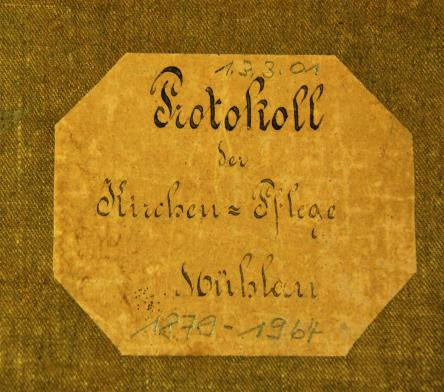 1.3.3.01
Protokoll
der
Kirchen=Pflege
Mühlau
1879-1964